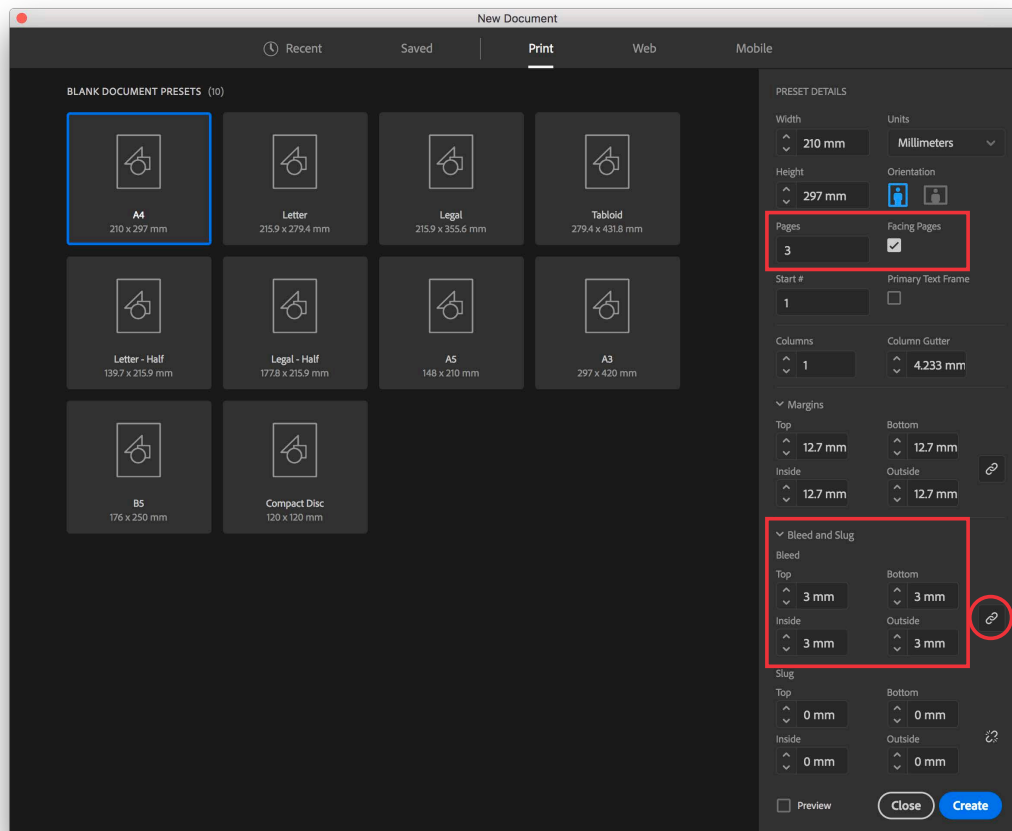 New Document
Recent Saved Print Web Mobile
BLANK DOCUMENT PRESETS (10)
A4
210 x 297 mm
Letter
215.9 x 279.4 mm
Legal
215.9 x 355.6 mm
Tabloid
279.4 x 431.8 mm
Letter - Half
139.7 x 215.9 mm
Legal - Half
177.8 x 215.9 mm
A5
148 x 210 mm
A3
297 x 420 mm
B5
176 x 250 mm
Compact Disc
120 x 120 mm
PRESET DETAILS
Width Units
210 mm Millimeters
Height Orientation
297 mm
Pages Facing Pages
3
Start # Primary Text Frame
1
Columns Column Gutter
1 4.233 mm
Margins
Top Bottom
12.7 mm 12.7 mm
Inside Outside
12.7 mm 12.7 mm
Bleed and Slug
Bleed
Top Bottom
3 mm 3 mm
Inside Outside
3 mm 3 mm
Slug
Top Bottom
0 mm 0 mm
Inside Outside
0 mm 0 mm
Preview Close Create